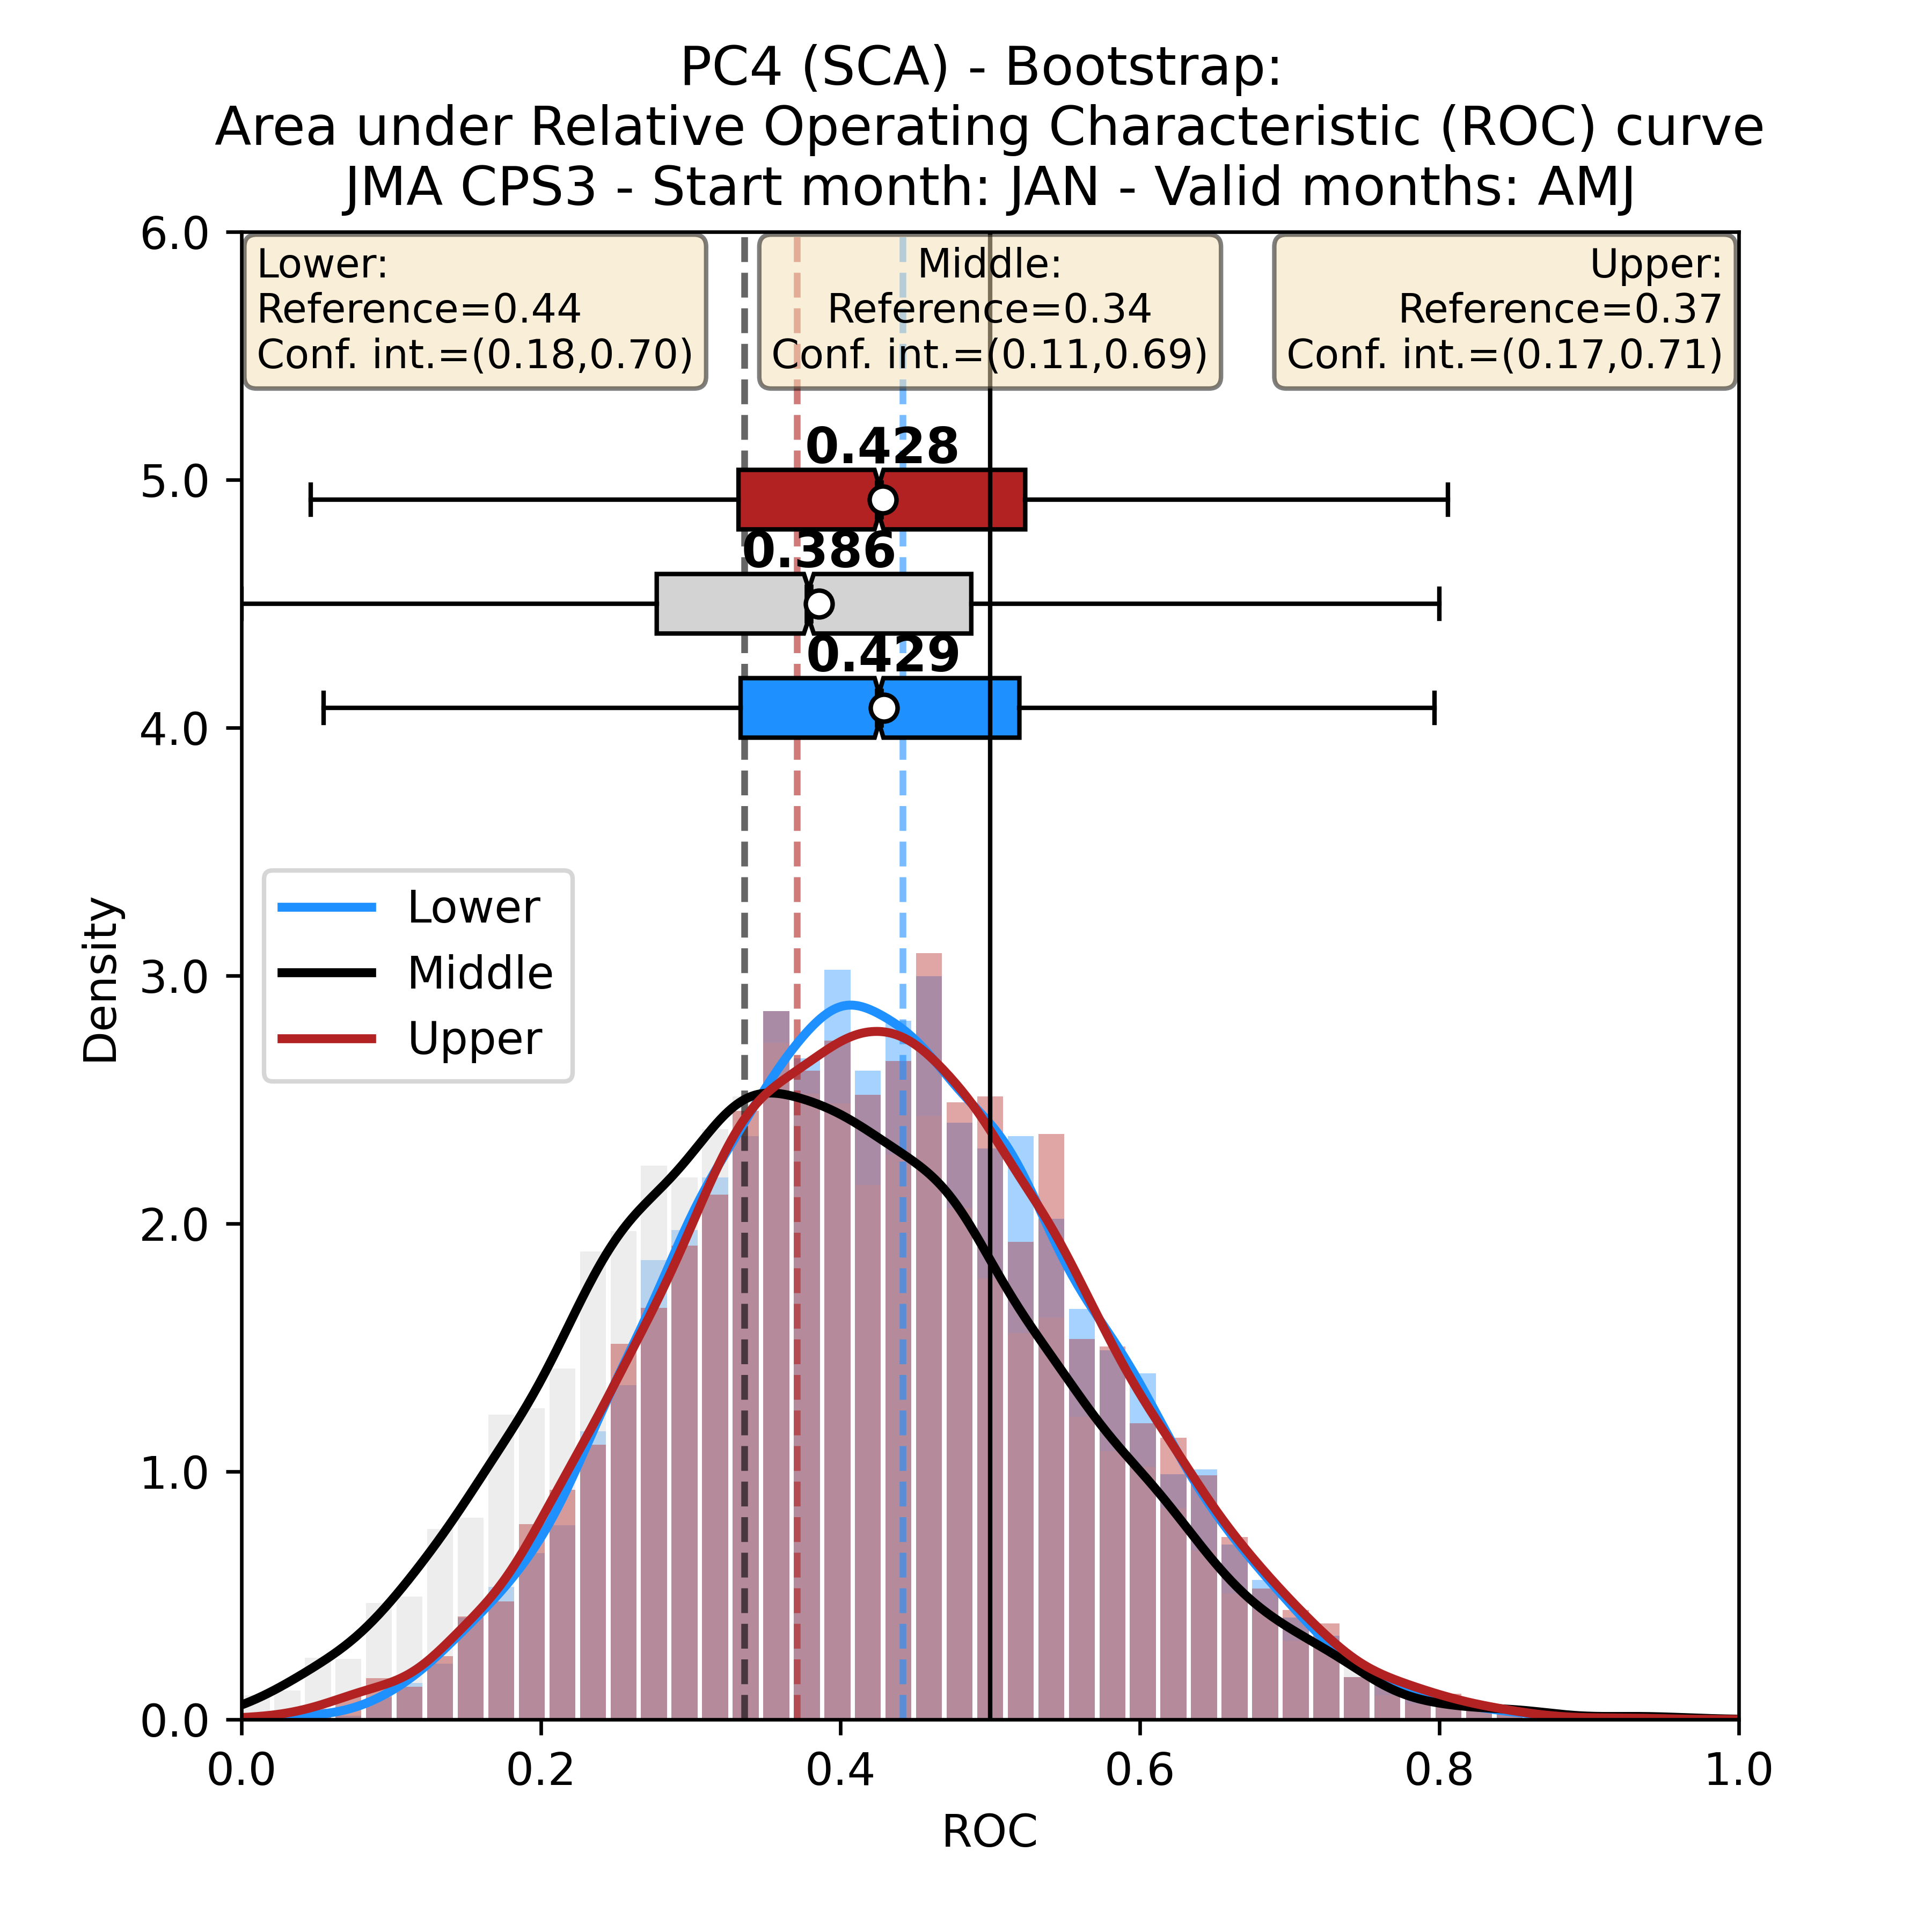 PC4 (SCA) - Bootstrap:
Area under Relative Operating Characteristic (ROC) curve
JMA CPS3 - Start month: JAN - Valid months: AMJ
Lower:
Reference=0.44
Conf. int.=(0.18,0.70)
Middle:
Reference=0.34
Conf. int.=(0.11,0.69)
Upper:
Reference=0.37
Conf. int.=(0.17,0.71)
0.428
0.386
0.429
Lower
Middle
Upper
Density
6.0
5.0
4.0
3.0
2.0
1.0
0.0
0.0 0.2 0.4 0.6 0.8 1.0
ROC